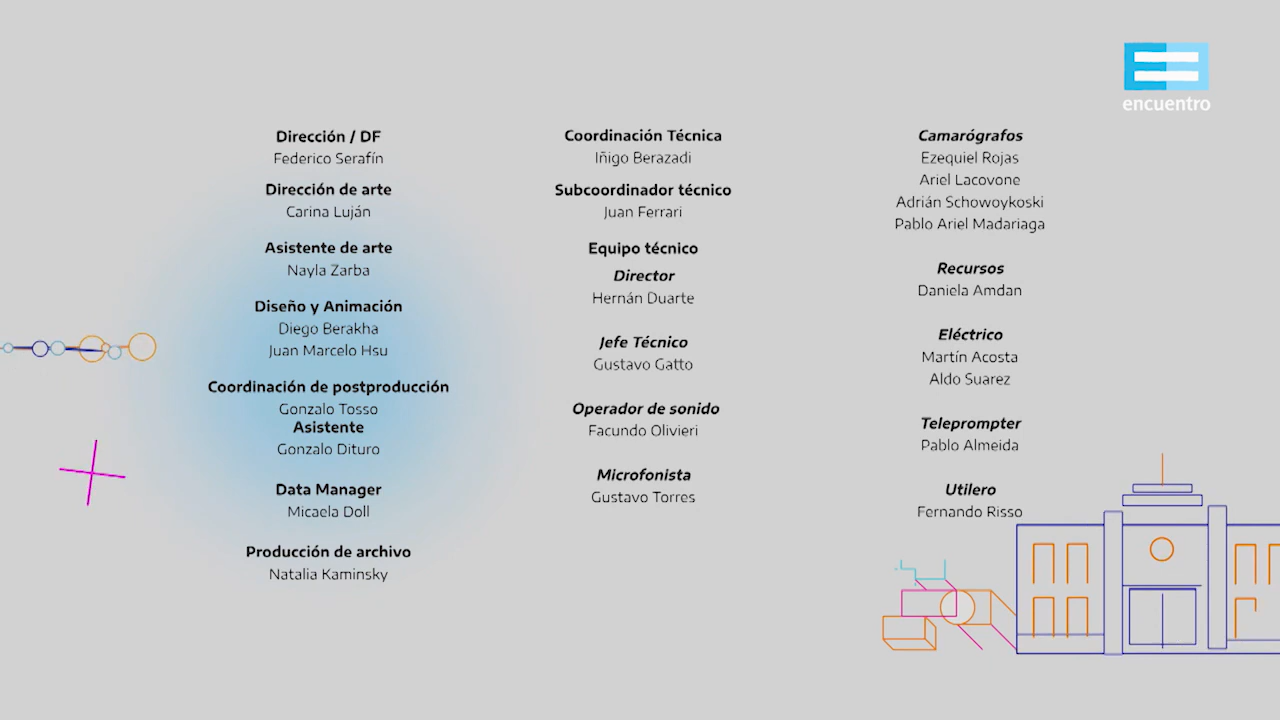 encuentro
Dirección / DF
Federico Serafín
Dirección de arte
Carina Luján
Asistente de arte
Nayla Zarba
Diseño y Animación
Diego Berakha
Juan Marcelo Hsu
Coordinación de postproducción
Gonzalo Tosso
Asistente
Gonzalo Dituro
Data Manager
Micaela Doll
Producción de archivo
Natalia Kaminsky
Coordinación Técnica
Iñigo Berazadi
Subcoordinador técnico
Juan Ferrari
Equipo técnico
Director
Hernán Duarte
Jefe Técnico
Gustavo Gatto
Operador de sonido
Facundo Olivieri
Microfonista
Gustavo Torres
Camarógrafos
Ezequiel Rojas
Ariel Lacovone
Adrián Schowoykoski
Pablo Ariel Madariaga
Recursos
Daniela Amdan
Eléctrico
Martín Acosta
Aldo Suarez
Teleprompter
Pablo Almeida
Utilero
Fernando Risso